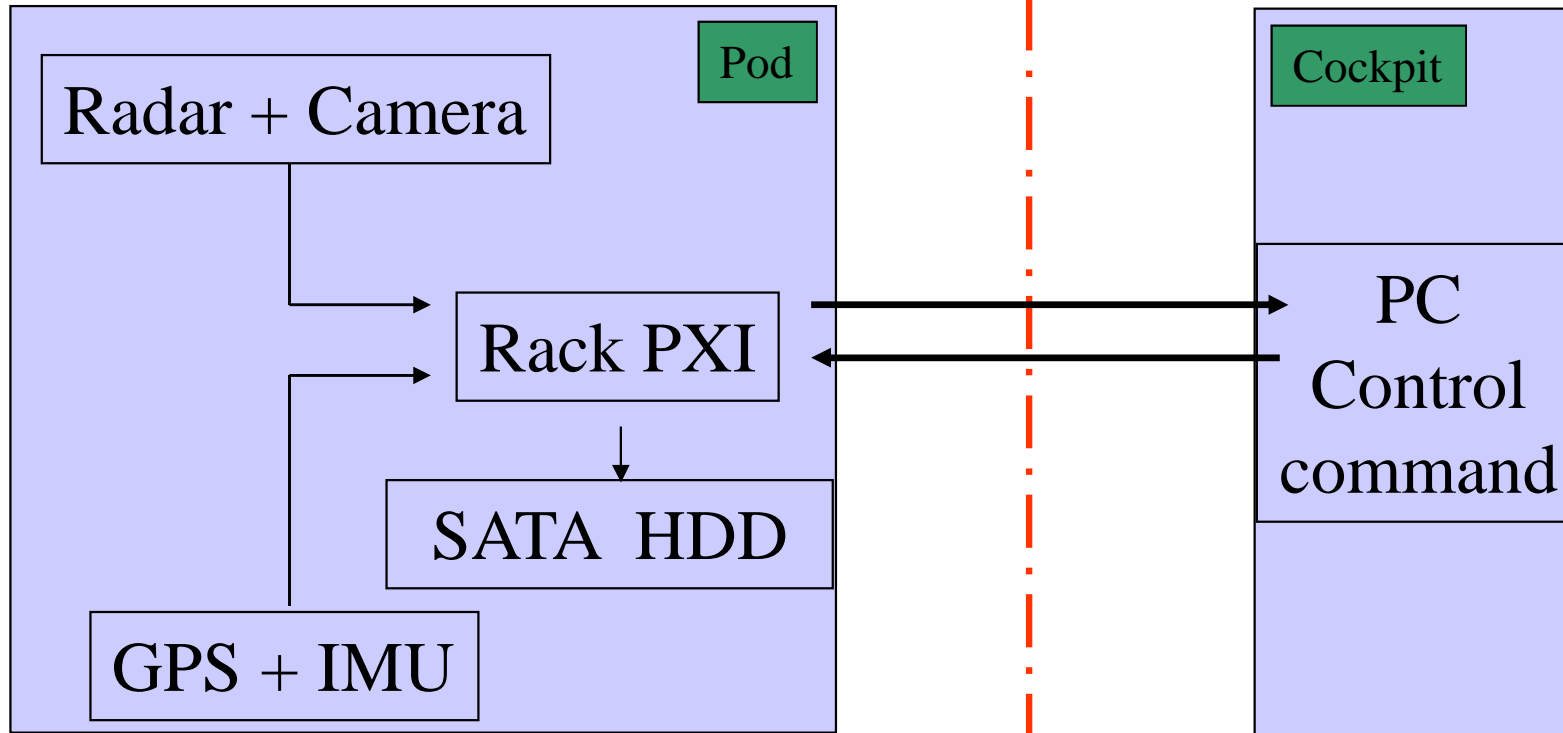 Pod
Radar + Camera
Rack PXI
SATA HDD
GPS + IMU
Cockpit
PC
Control
command